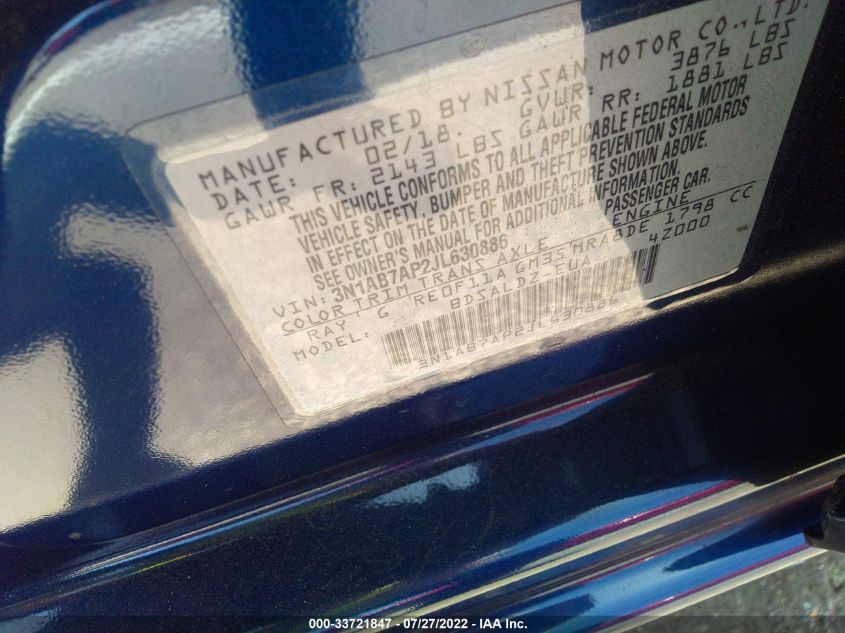 MANUFACTURED BY NISSAN MOTOR CO., LTD.
DATE: 02/18. GVWR: 3876 LBS
GAWR FR: 2143 LBS GAWR RR: 1881 LBS
THIS VEHICLE CONFORMS TO ALL APPLICABLE FEDERAL MOTOR
VEHICLE SAFETY, BUMPER AND THEFT PREVENTION STANDARDS
IN EFFECT ON THE DATE OF MANUFACTURE SHOWN ABOVE.
SEE OWNER'S MANUAL FOR ADDITIONAL INFORMATION.
VIN: 3N1AB7AP2JL630886 PASSENGER CAR.
COLOR TRIM TRANS AXLE ENGINE
RAY G RE0F11A GM35 MRA8DE 1798 CC
MODEL: BDSALDZ-EUA 4Z000
3N1AB7AP2JL630886
000-33721847 / 07/27/2022 - IAA Inc.